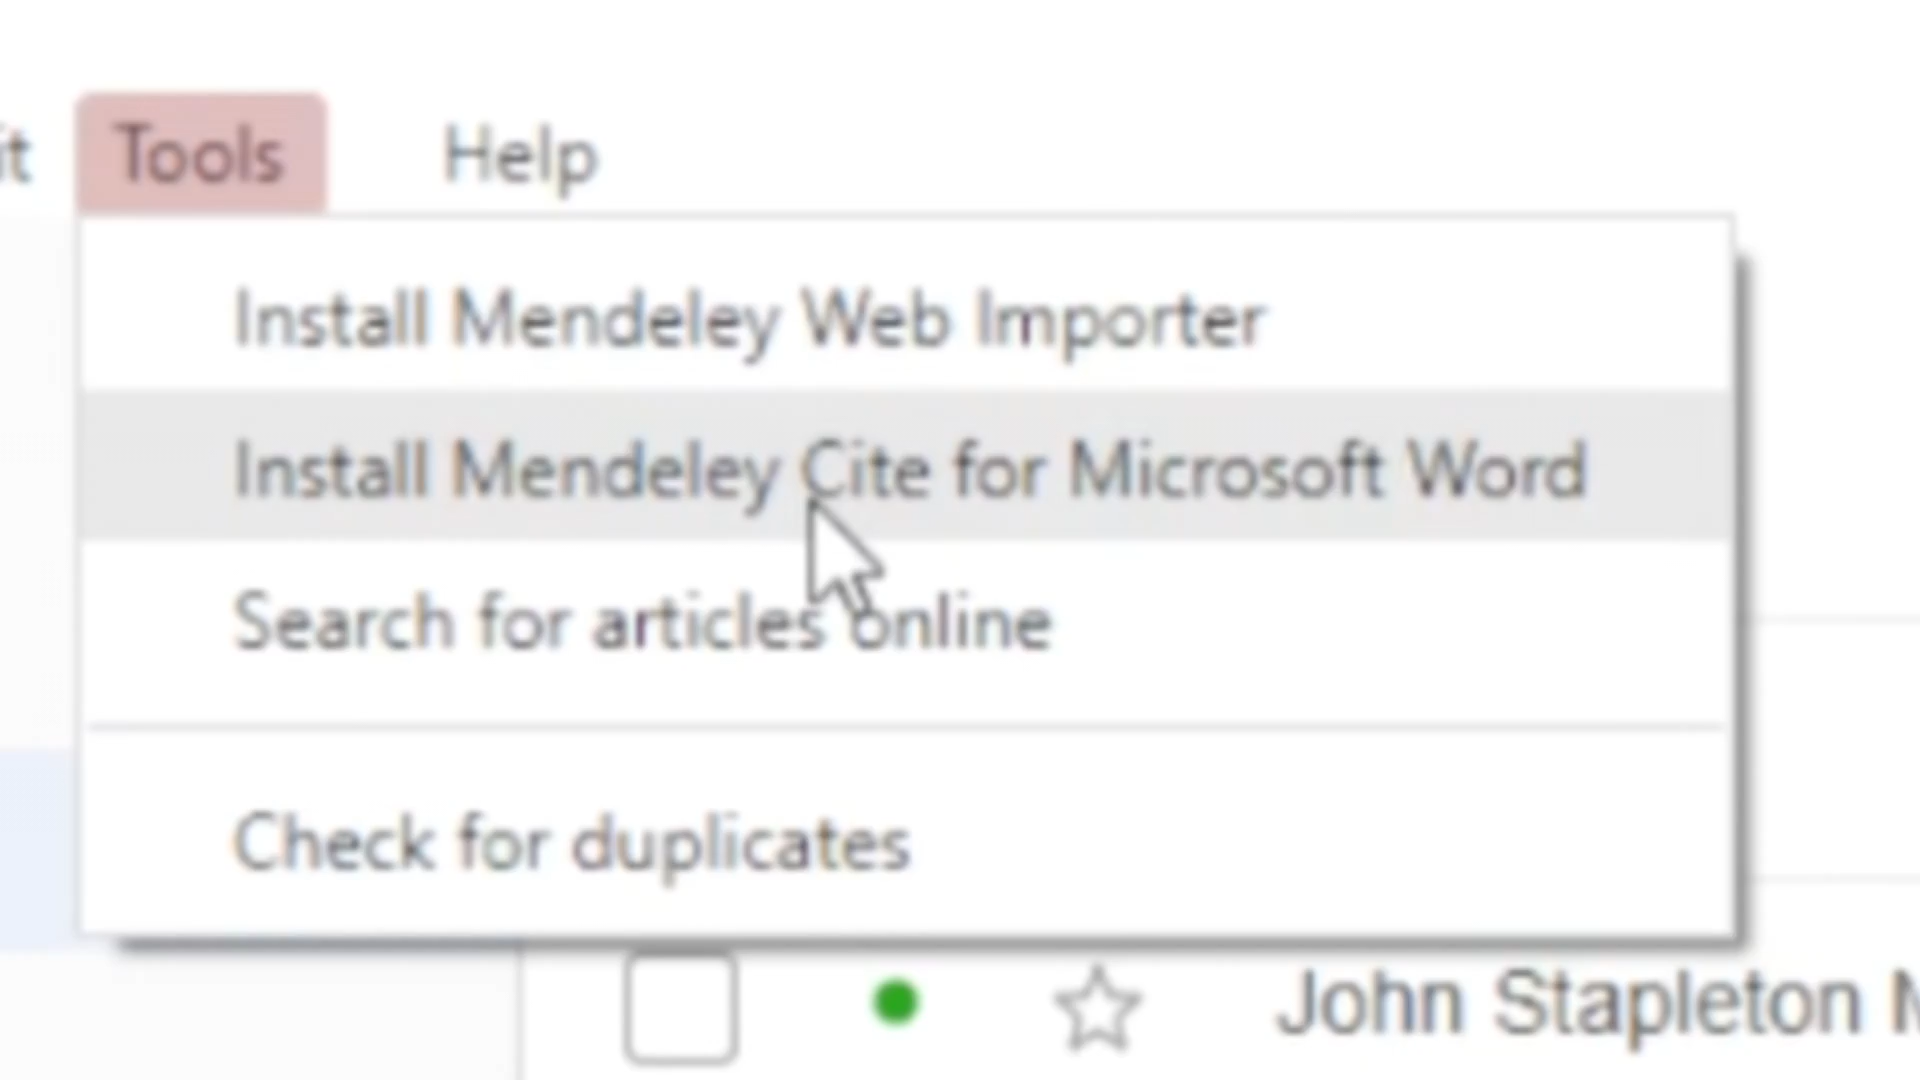 Tools Help
Install Mendeley Web Importer
Install Mendeley Cite for Microsoft Word
Search for articles online
Check for duplicates
John Stapleton